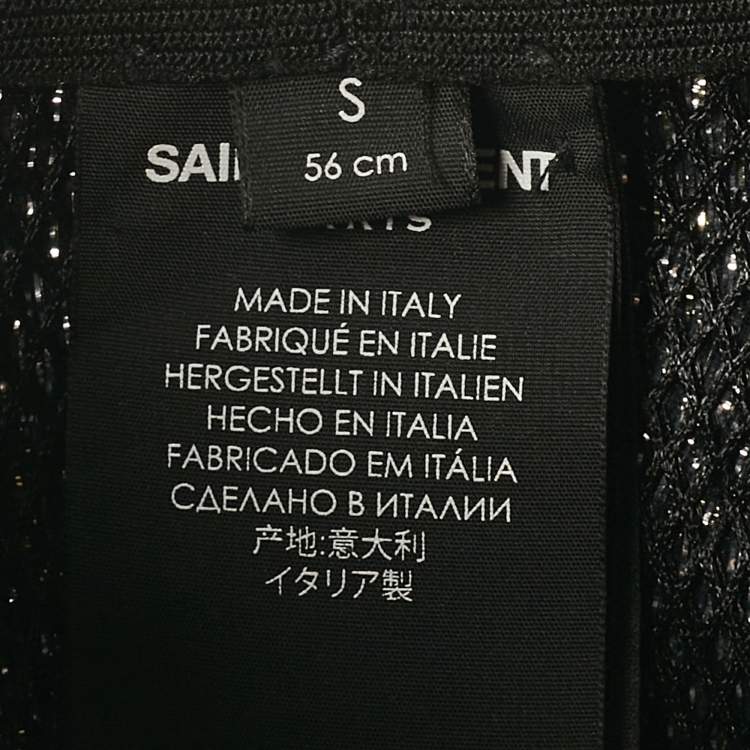 S
56 cm
MADE IN ITALY
FABRIQUÉ EN ITALIE
HERGESTELLT IN ITALIEN
HECHO EN ITALIA
FABRICADO EM ITÁLIA
СДЕЛАНО В ИТАЛИИ
产地:意大利
イタリア製